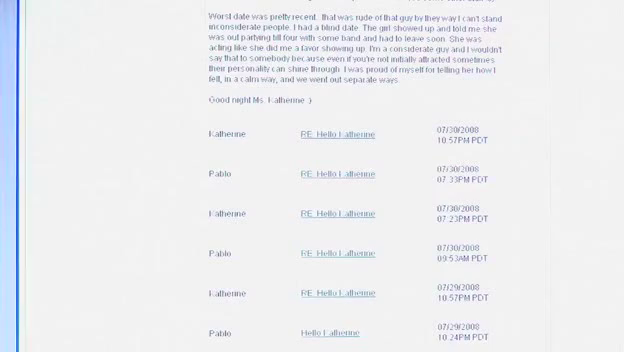 Worst date was pretty recent.. that was rude of that guy by they way I can't stand
inconsiderate people. I had a blind date. The girl showed up and told me she
was out partying till four with some band and had to leave soon. She was
acting like she did me a favor showing up. I'm a considerate guy and I wouldn't
say that to somebody because even if you're not initially attracted sometimes
their personality can shine through. I was proud of myself for telling her how I
felt, in a calm way, and we went out separate ways.
Good night Ms. Katherine :)
Katherine RE: Hello Katherine 07/30/2008
10:57PM PDT
Pablo RE: Hello Katherine 07/30/2008
07:33PM PDT
Katherine RE: Hello Katherine 07/30/2008
07:23PM PDT
Pablo RE: Hello Katherine 07/30/2008
09:53AM PDT
Katherine RE: Hello Katherine 07/29/2008
10:57PM PDT
Pablo Hello Katherine 07/29/2008
10:24PM PDT